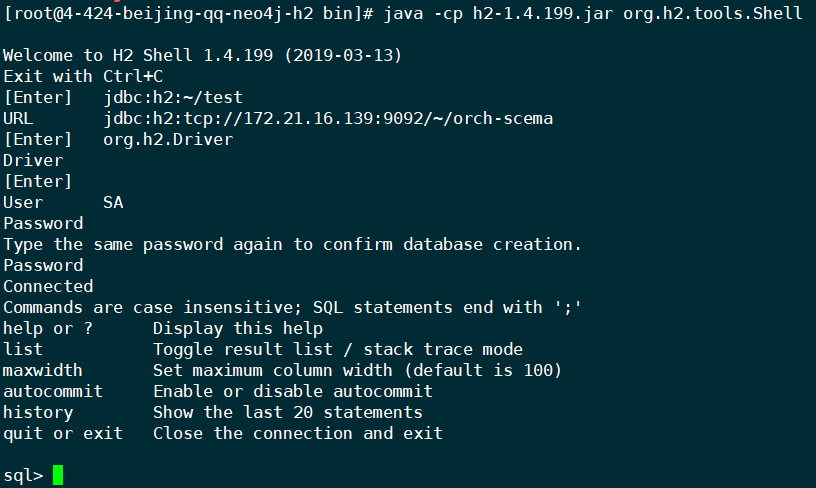 [root@4-424-beijing-qq-neo4j-h2 bin]# java -cp h2-1.4.199.jar org.h2.tools.Shell
Welcome to H2 Shell 1.4.199 (2019-03-13)
Exit with Ctrl+C
[Enter]   jdbc:h2:~/test
URL       jdbc:h2:tcp://172.21.16.139:9092/~/orch-scema
[Enter]   org.h2.Driver
Driver
[Enter]
User      SA
Password
Type the same password again to confirm database creation.
Password
Connected
Commands are case insensitive; SQL statements end with ';'
help or ?      Display this help
list           Toggle result list / stack trace mode
maxwidth       Set maximum column width (default is 100)
autocommit     Enable or disable autocommit
history        Show the last 20 statements
quit or exit   Close the connection and exit
sql>